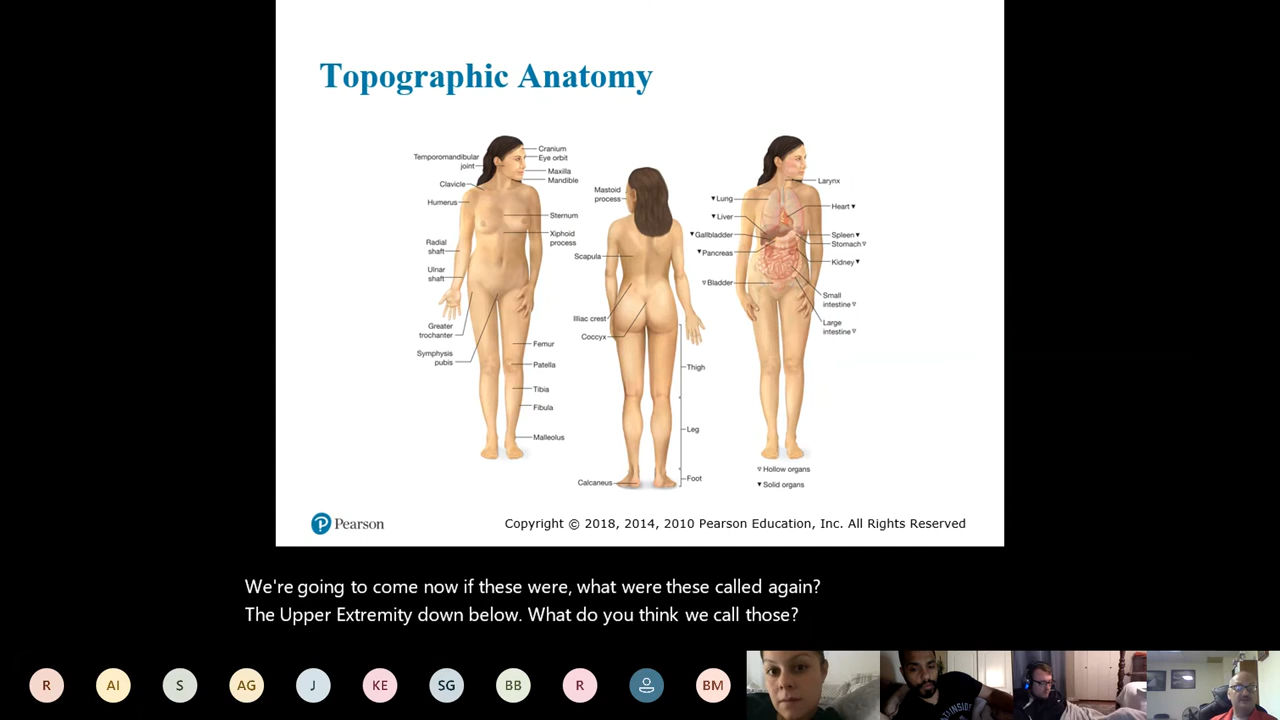 Topographic Anatomy
Temporomandibular
joint
Clavicle
Humerus
Radial
shaft
Ulnar
shaft
Greater
trochanter
Symphysis
pubis
Cranium
Eye orbit
Maxilla
Mandible
Sternum
Xiphoid
process
Femur
Patella
Tibia
Fibula
Malleolus
Mastoid
process
Scapula
Illiac crest
Coccyx
Calcaneus
Thigh
Leg
Foot
▼Lung
▼Liver
▼Gallbladder
▼Pancreas
▽Bladder
Larynx
Heart▼
Spleen▼
Stomach▽
Kidney▼
Small
intestine ▽
Large
intestine ▽
▽ Hollow organs
▼Solid organs
P Pearson
Copyright © 2018, 2014, 2010 Pearson Education, Inc. All Rights Reserved
We're going to come now if these were, what were these called again?
The Upper Extremity down below. What do you think we call those?
R AI S AG J KE SG BB R BM